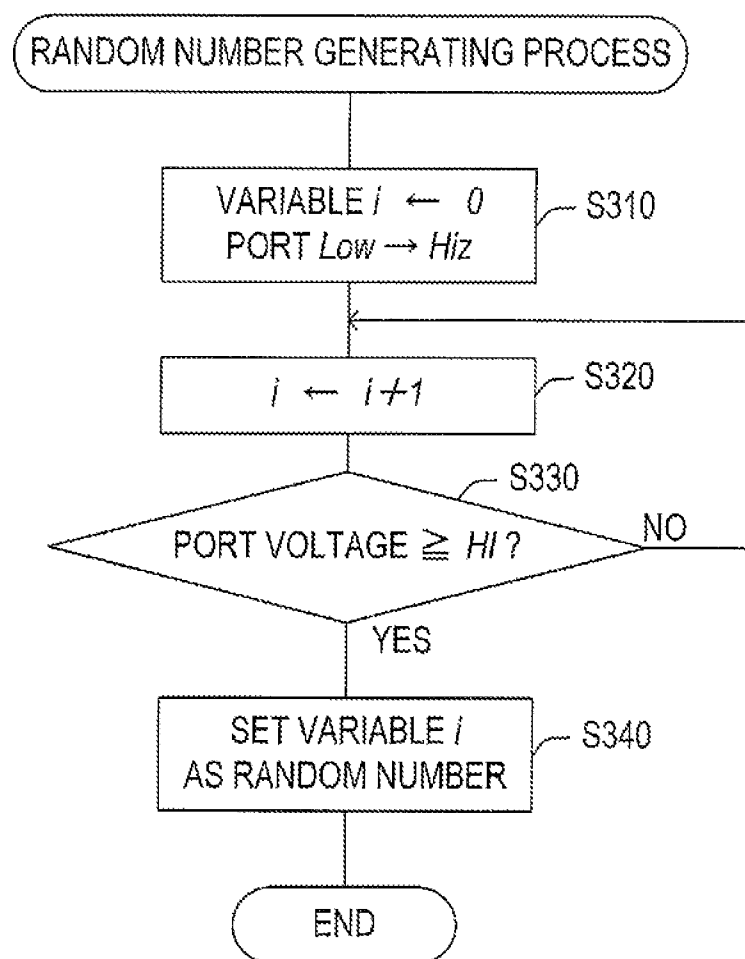 RANDOM NUMBER GENERATING PROCESS
VARIABLE i ← 0
PORT Low → Hiz
S310
i ← i+1
S320
S330
PORT VOLTAGE ≧ HI ?
NO
YES
SET VARIABLE i
AS RANDOM NUMBER
S340
END